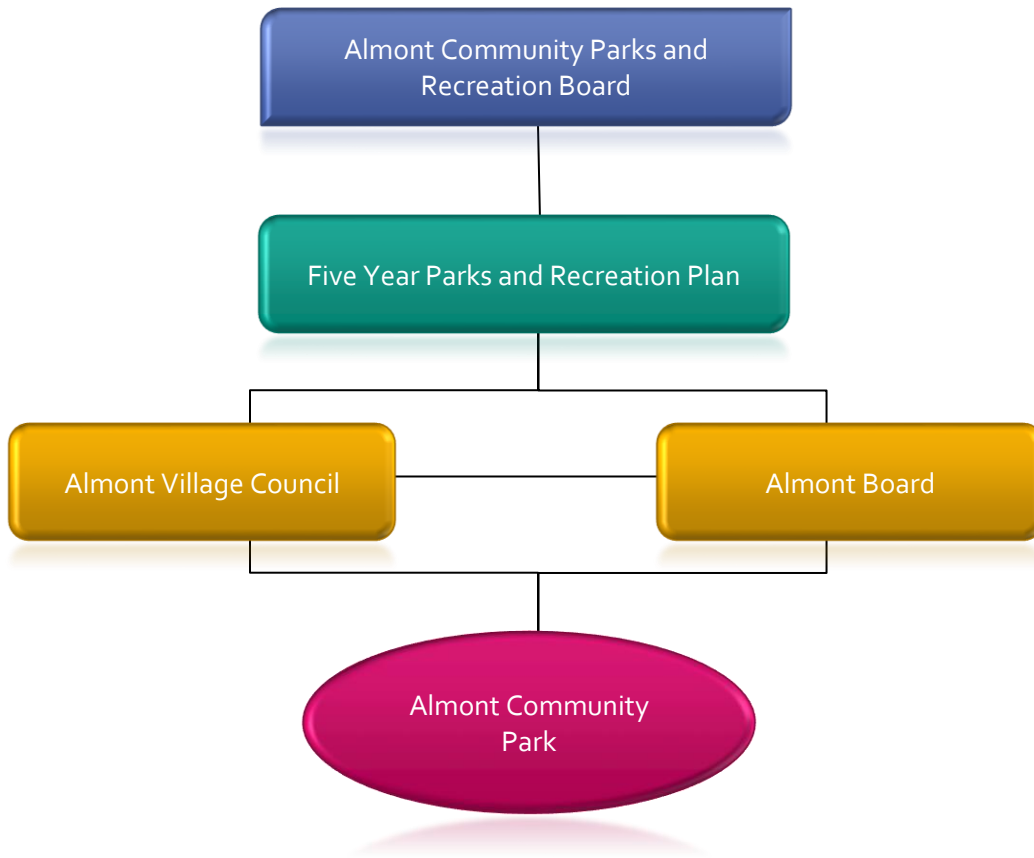 Almont Community Parks and
Recreation Board
Five Year Parks and Recreation Plan
Almont Village Council
Almont Board
Almont Community
Park